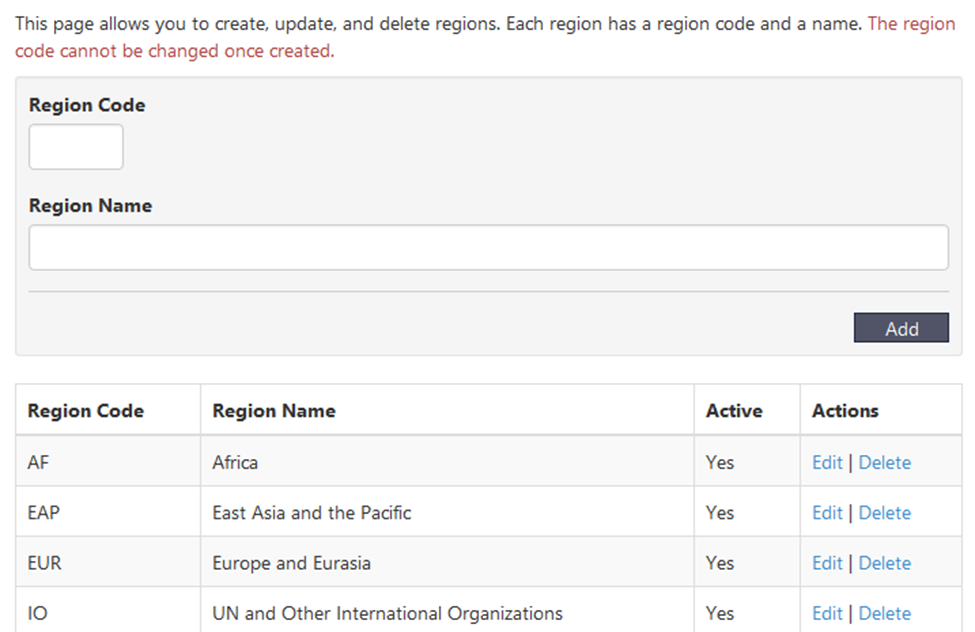 This page allows you to create, update, and delete regions. Each region has a region code and a name. The region
code cannot be changed once created.
Region Code
Region Name
Add
Region Code Region Name Active Actions
AF Africa Yes Edit | Delete
EAP East Asia and the Pacific Yes Edit | Delete
EUR Europe and Eurasia Yes Edit | Delete
IO UN and Other International Organizations Yes Edit | Delete